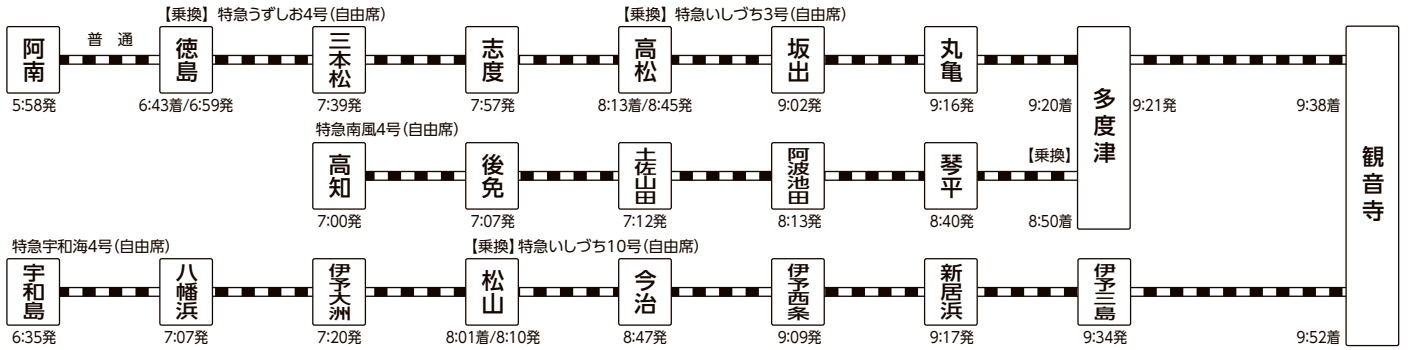 【乗換】 特急うずしお4号(自由席)
【乗換】 特急いしづち3号(自由席)
阿南
普 通
徳島
三本松
志度
高松
坂出
丸亀
多度津
観音寺
5:58発
6:43着/6:59発
7:39発
7:57発
8:13着/8:45発
9:02発
9:16発
9:20着
9:21発
9:38着
特急南風4号(自由席)
高知
後免
土佐山田
阿波池田
琴平
【乗換】
7:00発
7:07発
7:12発
8:13発
8:40発
8:50着
特急宇和海4号(自由席)
【乗換】特急いしづち10号(自由席)
宇和島
八幡浜
伊予大洲
松山
今治
伊予西条
新居浜
伊予三島
6:35発
7:07発
7:20発
8:01着/8:10発
8:47発
9:09発
9:17発
9:34発
9:52着